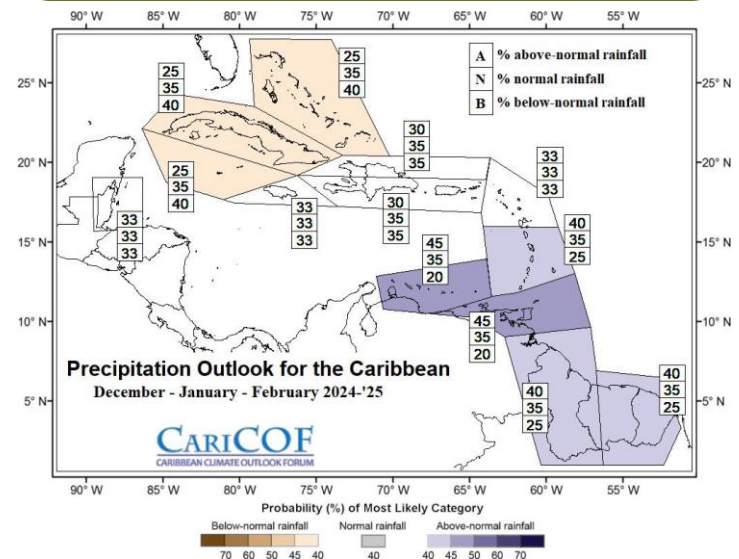 90° W 85° W 80° W 75° W 70° W 65° W 60° W 55° W
25° N
20° N
15° N
10° N
5° N
A % above-normal rainfall
N % normal rainfall
B % below-normal rainfall
25
35
40
25
35
40
30
35
35
33
33
33
25
35
40
33
33
33
33
33
33
30
35
35
40
35
25
45
35
20
45
35
20
40
35
25
40
35
25
Precipitation Outlook for the Caribbean
December - January - February 2024-'25
CARICOF
CARIBBEAN CLIMATE OUTLOOK FORUM
90° W 85° W 80° W 75° W 70° W 65° W 60° W 55° W
Probability (%) of Most Likely Category
Below-normal rainfall Normal rainfall Above-normal rainfall
70 60 50 45 40 40 40 45 50 60 70